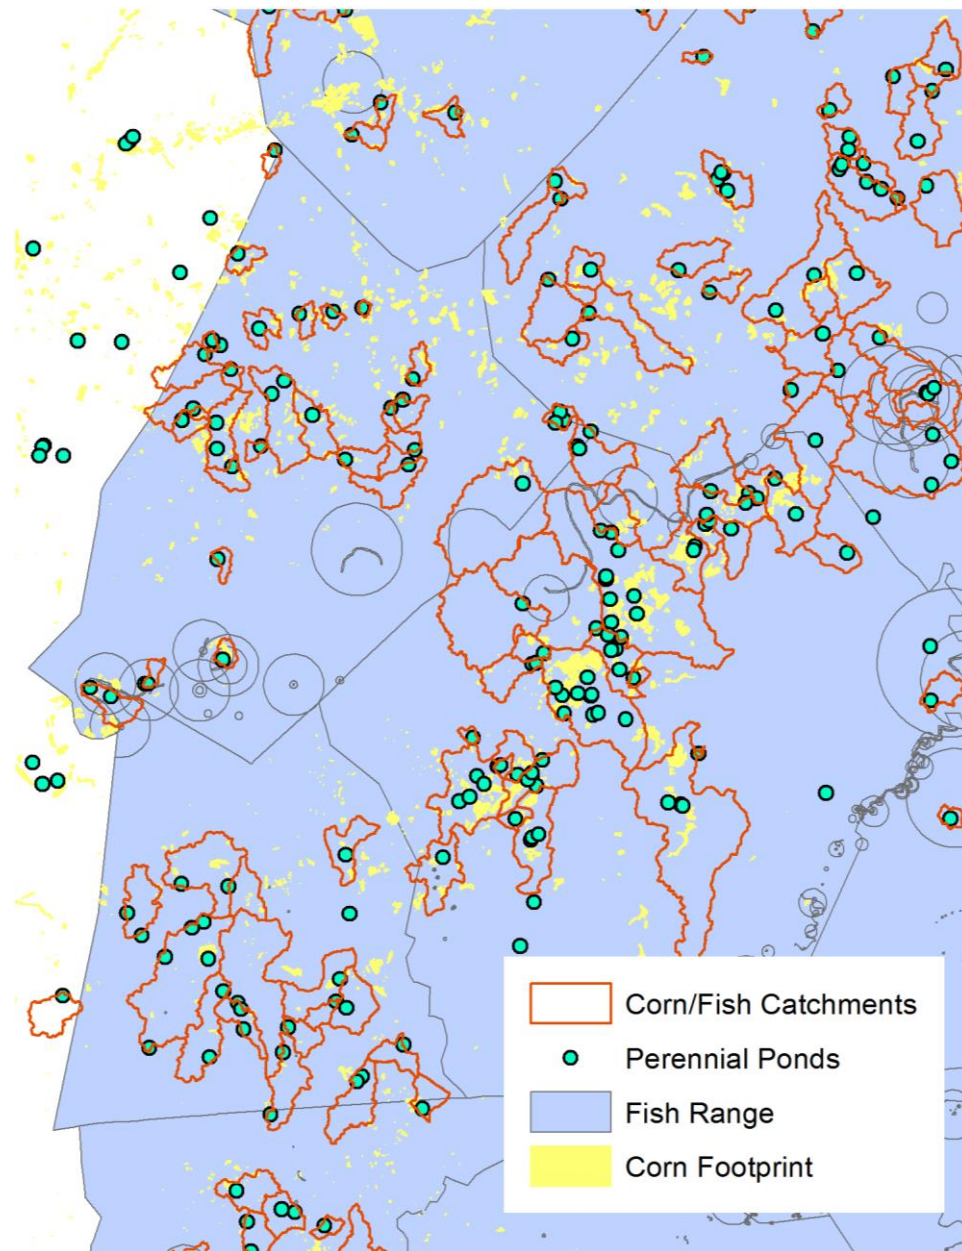 Corn/Fish Catchments
Perennial Ponds
Fish Range
Corn Footprint